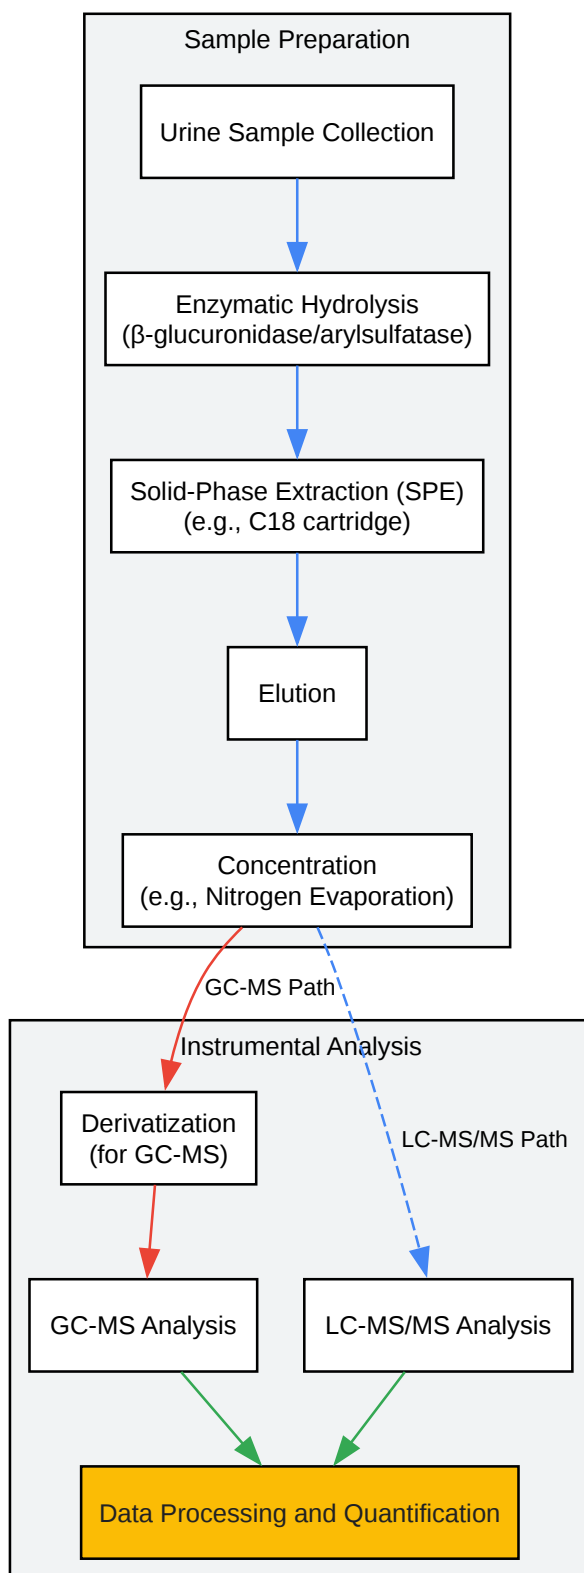 Sample Preparation
Urine Sample Collection
Enzymatic Hydrolysis
(β-glucuronidase/arylsulfatase)
Solid-Phase Extraction (SPE)
(e.g., C18 cartridge)
Elution
Concentration
(e.g., Nitrogen Evaporation)
GC-MS Path
Instrumental Analysis
Derivatization
(for GC-MS)
LC-MS/MS Path
GC-MS Analysis
LC-MS/MS Analysis
Data Processing and Quantification